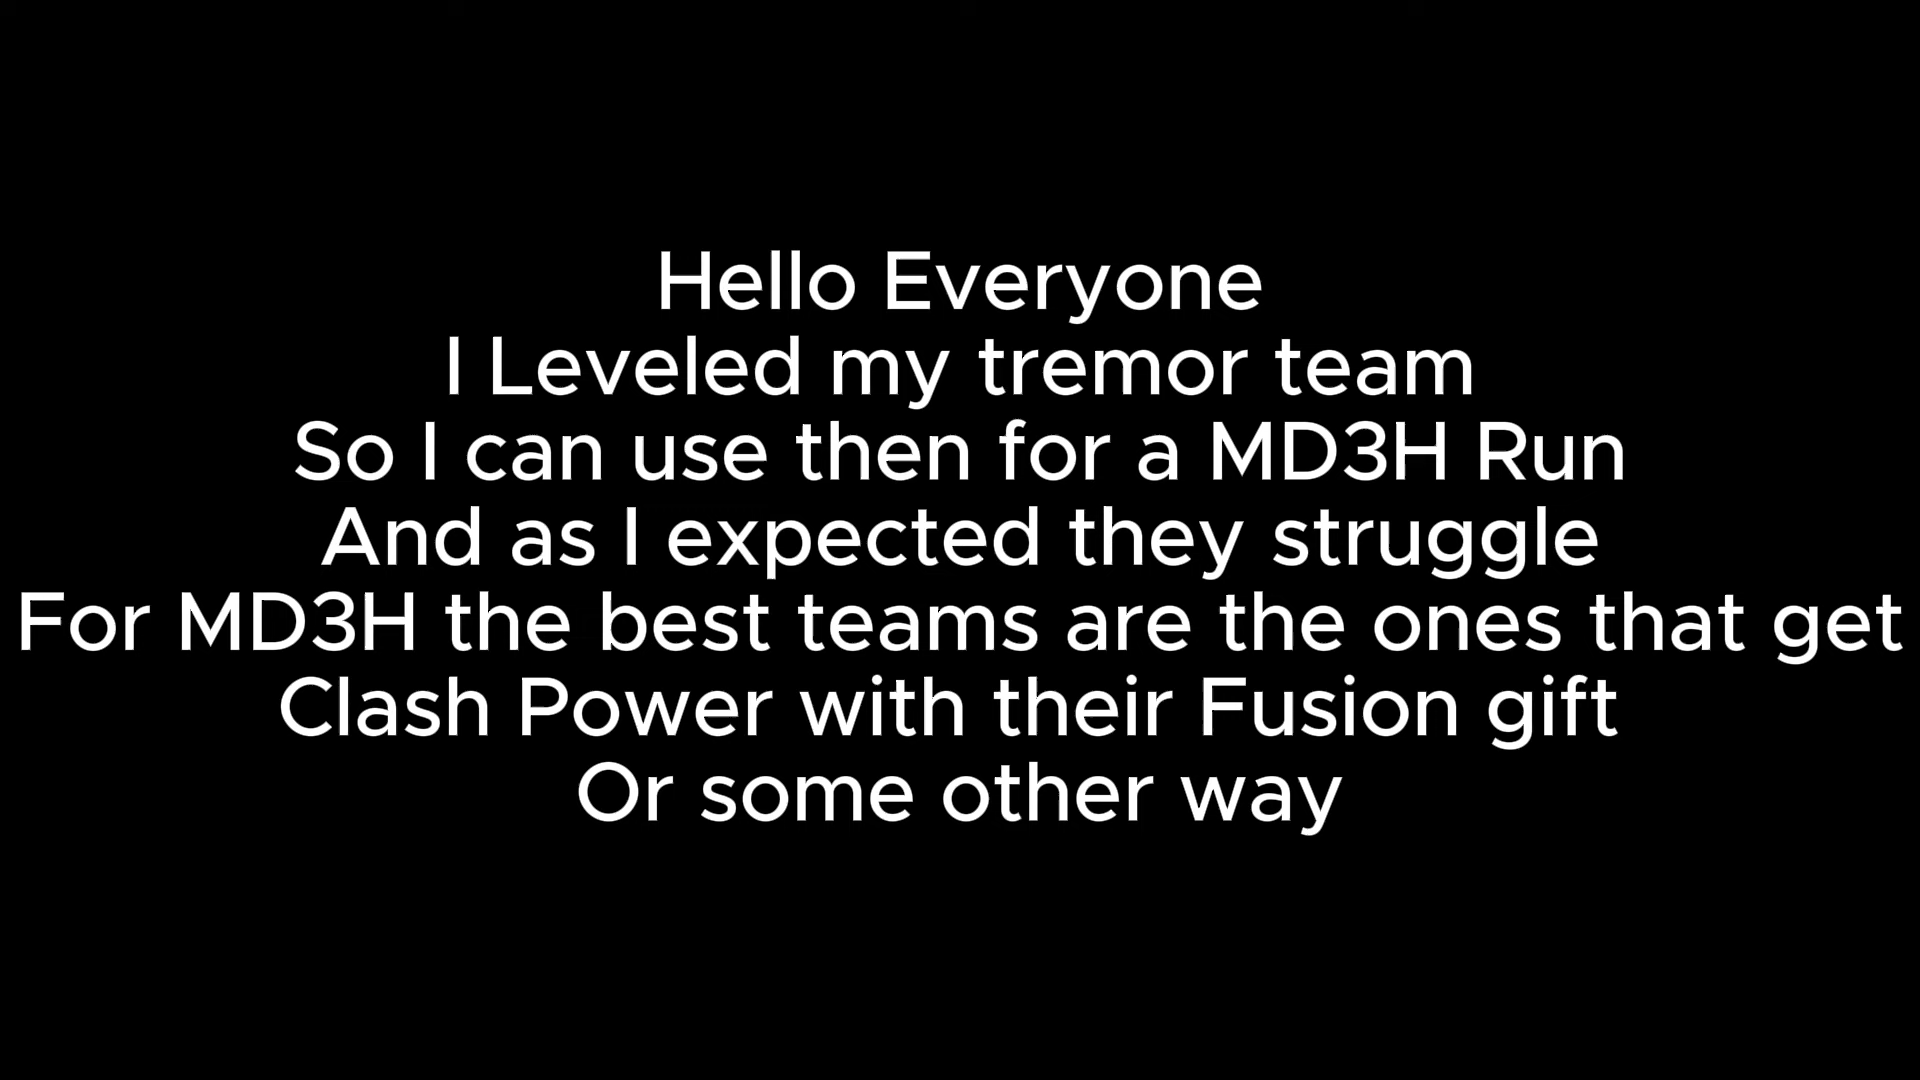 Hello Everyone
I Leveled my tremor team
So I can use then for a MD3H Run
And as I expected they struggle
For MD3H the best teams are the ones that get
Clash Power with their Fusion gift
Or some other way